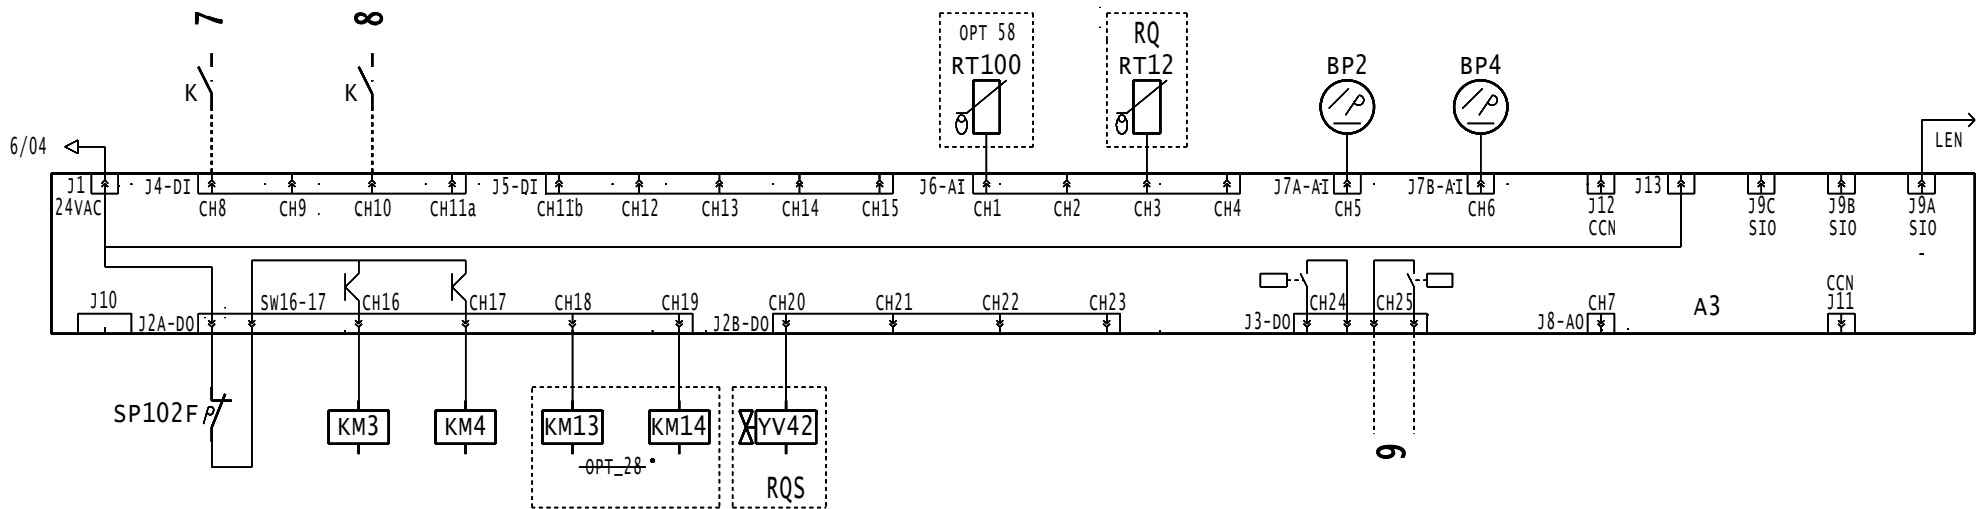 7
8
OPT 58
RQ
RT100
RT12
BP2
BP4
K
K
6/04
LEN
J1
J4-DI
J5-DI
J6-AI
J7A-AI
J7B-AI
J13
24VAC
CH8
CH9
CH10
CH11a
CH11b
CH12
CH13
CH14
CH15
CH1
CH2
CH3
CH4
CH5
CH6
J12
CCN
J9C
SIO
J9B
SIO
J9A
SIO
J10
SW16-17
CH16
CH17
CH18
CH19
CH20
CH21
CH22
CH23
CH24
CH25
CH7
A3
CCN
J11
J2A-DO
J2B-DO
J3-DO
J8-AO
SP102F
KM3
KM4
KM13
KM14
YV42
OPT_28
RQS
9